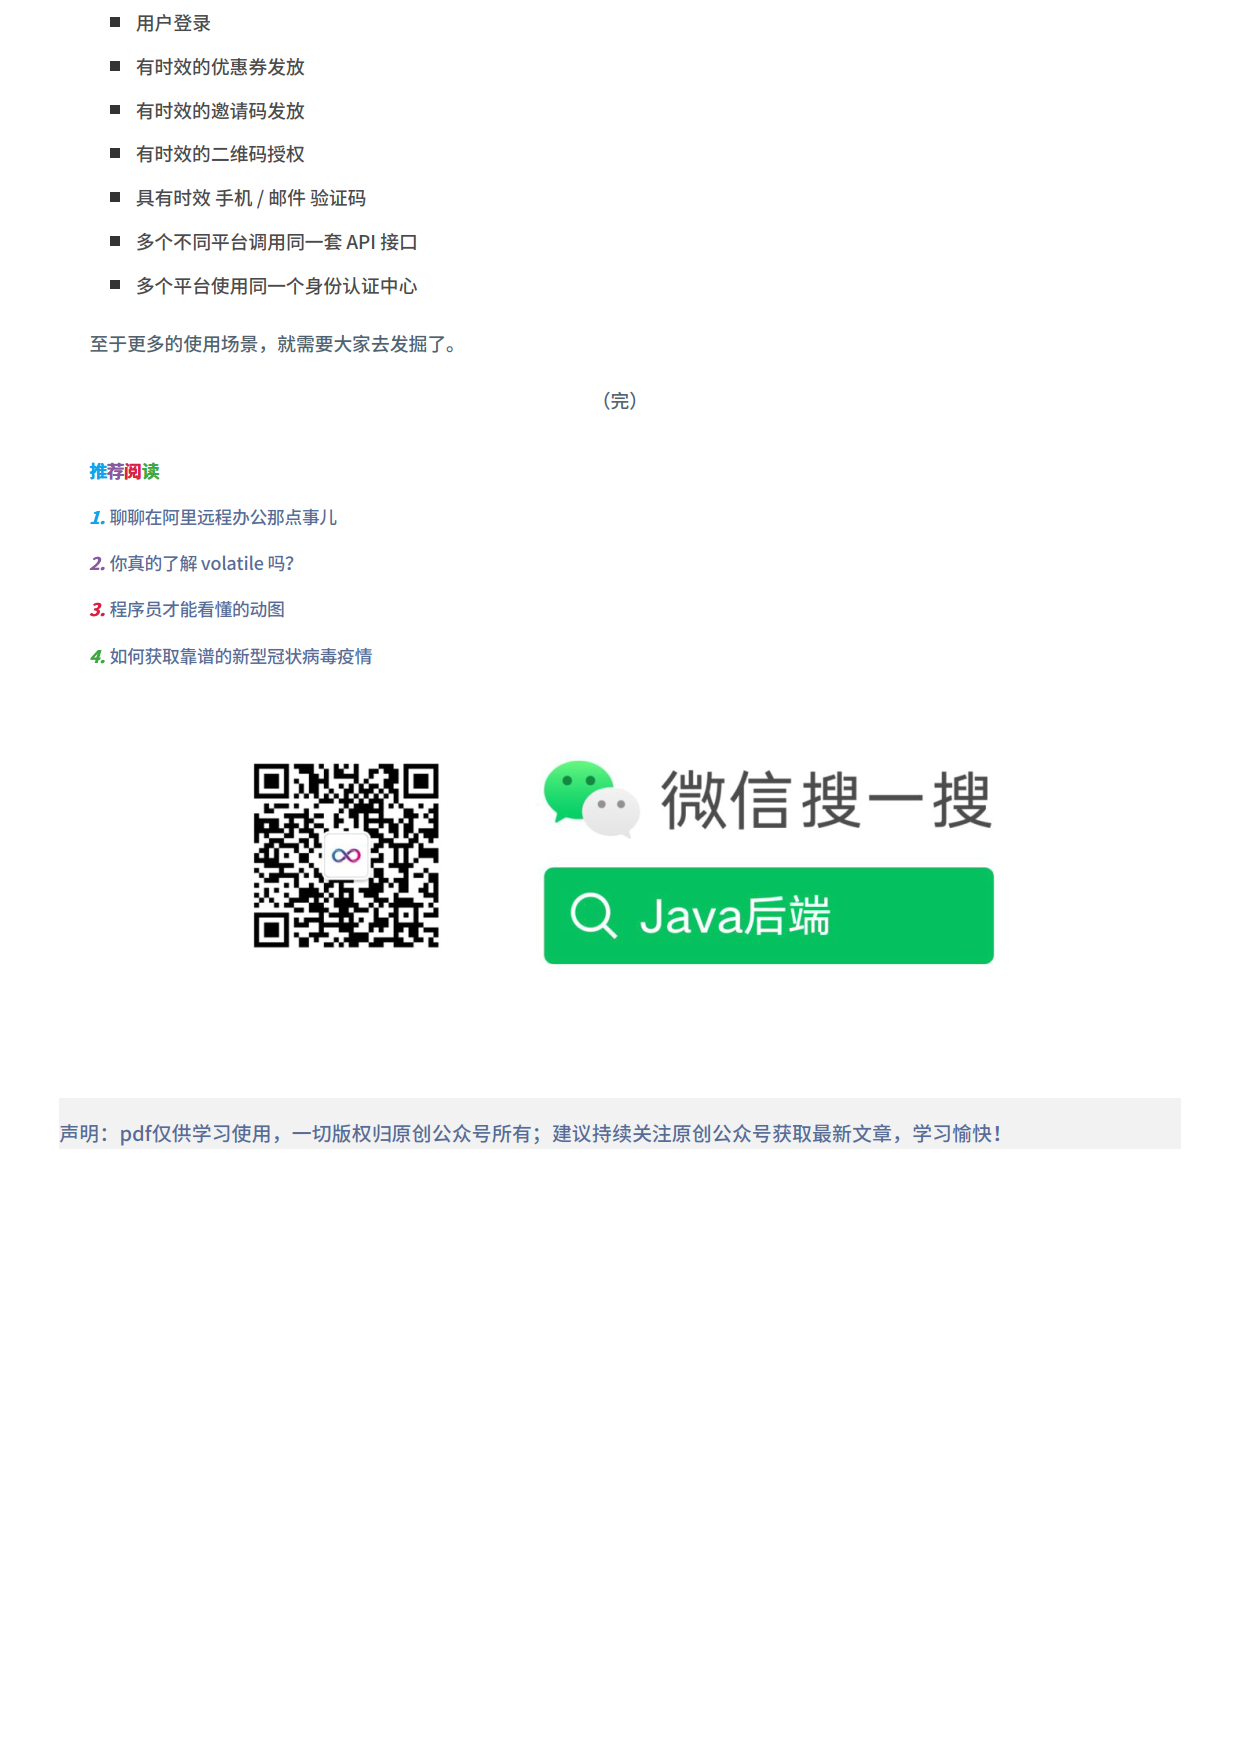 用户登录
有时效的优惠券发放
有时效的邀请码发放
有时效的二维码授权
具有时效 手机 / 邮件 验证码
多个不同平台调用同一套 API 接口
多个平台使用同一个身份认证中心
至于更多的使用场景，就需要大家去发掘了。
（完）
推荐阅读
1. 聊聊在阿里远程办公那点事儿
2. 你真的了解 volatile 吗？
3. 程序员才能看懂的动图
4. 如何获取靠谱的新型冠状病毒疫情
微信搜一搜
Java后端
声明：pdf仅供学习使用，一切版权归原创公众号所有；建议持续关注原创公众号获取最新文章，学习愉快！